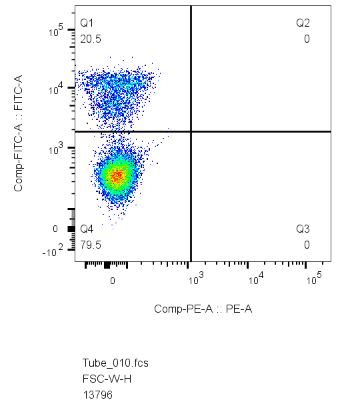 Q1
20.5
Q2
0
10^5
10^4
10^3
0
-10^2
Comp-FITC-A :: FITC-A
Q4
79.5
Q3
0
0
10^3
10^4
10^5
Comp-PE-A :: PE-A
Tube_010.fcs
FSC-W-H
13796